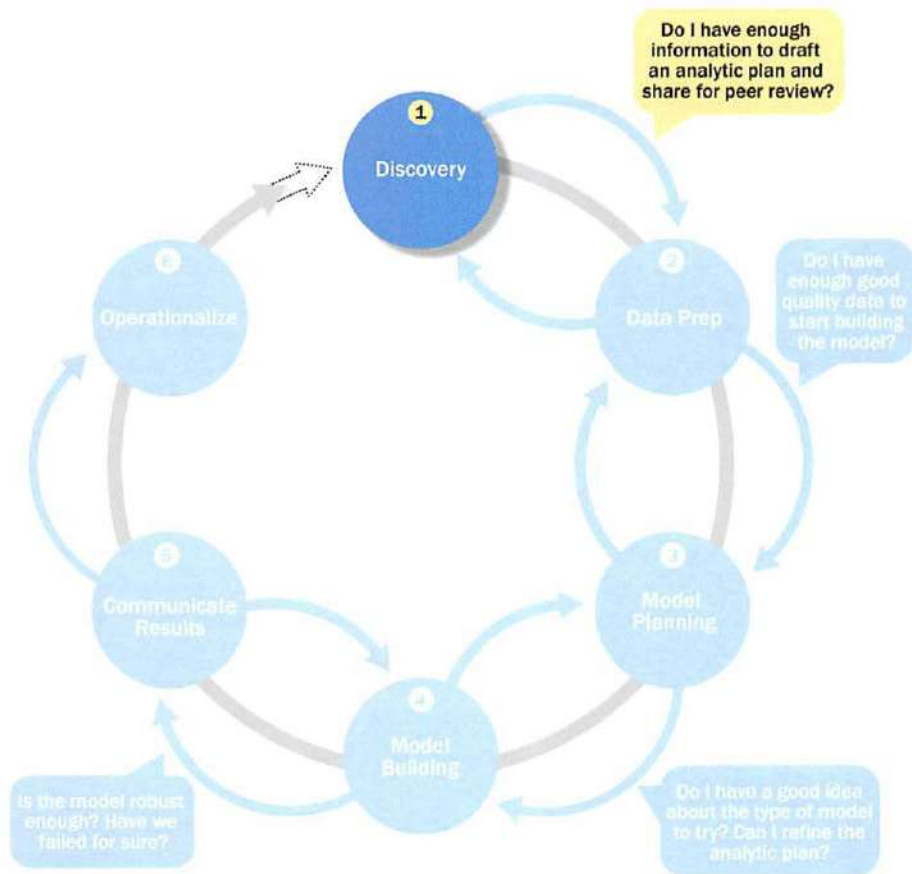 Do I have enough
information to draft
an analytic plan and
share for peer review?
1
Discovery
2
Data Prep
Do I have
enough good
quality data to
start building
the model?
3
Model
Planning
Do I have a good idea
about the type of model
to try? Can I refine the
analytic plan?
4
Model
Building
Is the model robust
enough? Have we
failed for sure?
5
Communicate
Results
6
Operationalize